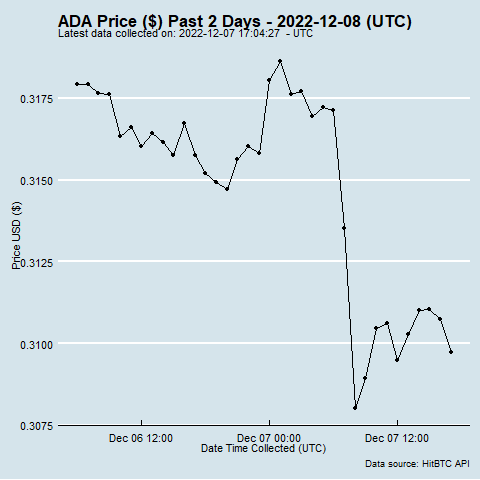 ADA Price ($) Past 2 Days - 2022-12-08 (UTC)
Latest data collected on: 2022-12-07 17:04:27  - UTC
Price USD ($)
0.3175
0.3150
0.3125
0.3100
0.3075
Dec 06 12:00
Dec 07 00:00
Dec 07 12:00
Date Time Collected (UTC)
Data source: HitBTC API